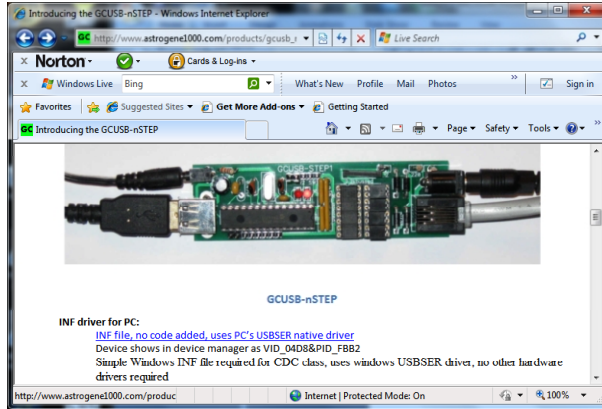 Introducing the GCUSB-nSTEP - Windows Internet Explorer
GC http://www.astrogene1000.com/products/gcusb_r Live Search
x Norton Cards & Log-ins
x Windows Live Bing What's New Profile Mail Photos » Sign in
Favorites Suggested Sites Get More Add-ons Getting Started
GC Introducing the GCUSB-nSTEP Page Safety Tools »
GCUSB-STEP1
GCUSB-nSTEP
INF driver for PC:
INF file, no code added, uses PC's USBSER native driver
Device shows in device manager as VID_04D8&PID_FBB2
Simple Windows INF file required for CDC class, uses windows USBSER driver, no other hardware
drivers required
http://www.astrogene1000.com/produc Internet | Protected Mode: On 100%